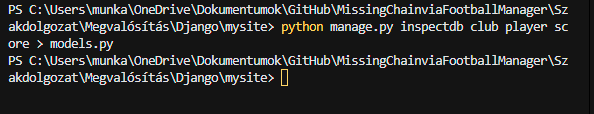 PS C:\Users\munka\OneDrive\Dokumentumok\GitHub\MissingChainviaFootballManager\Sz
akdolgozat\Megvalósítás\Django\mysite> python manage.py inspectdb club player sc
ore > models.py
PS C:\Users\munka\OneDrive\Dokumentumok\GitHub\MissingChainviaFootballManager\Sz
akdolgozat\Megvalósítás\Django\mysite>